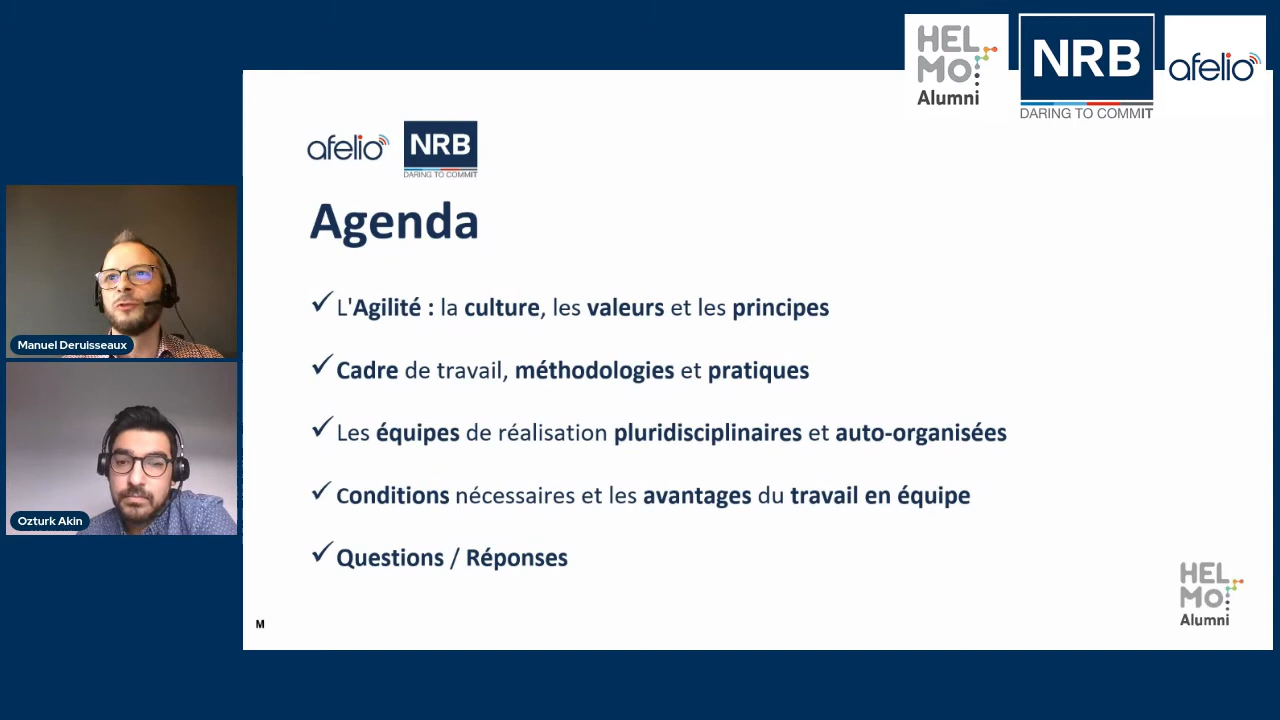 HEL
MO
Alumni
NRB
DARING TO COMMIT
afelio
afelio
NRB
DARING TO COMMIT
Agenda
✓ L'Agilité : la culture, les valeurs et les principes
✓ Cadre de travail, méthodologies et pratiques
✓ Les équipes de réalisation pluridisciplinaires et auto-organisées
✓ Conditions nécessaires et les avantages du travail en équipe
✓ Questions / Réponses
Manuel Deruisseaux
Ozturk Akin
M
HEL
MO
Alumni